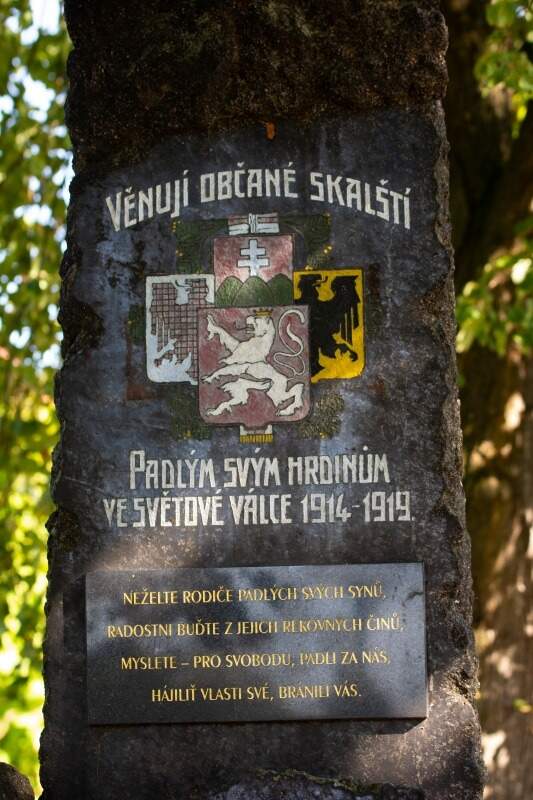 VĚNUJÍ OBČANÉ SKALŠTÍ
PADLÝM SVÝM HRDINŮM
VE SVĚTOVÉ VÁLCE 1914-1919.
NEŽELTE RODIČE PADLÝCH SVÝCH SYNŮ,
RADOSTNI BUĎTE Z JEJICH REKOVNÝCH ČINŮ,
MYSLETE – PRO SVOBODU, PADLI ZA NÁS,
HÁJILIŤ VLASTI SVÉ, BRÁNILI VÁS.